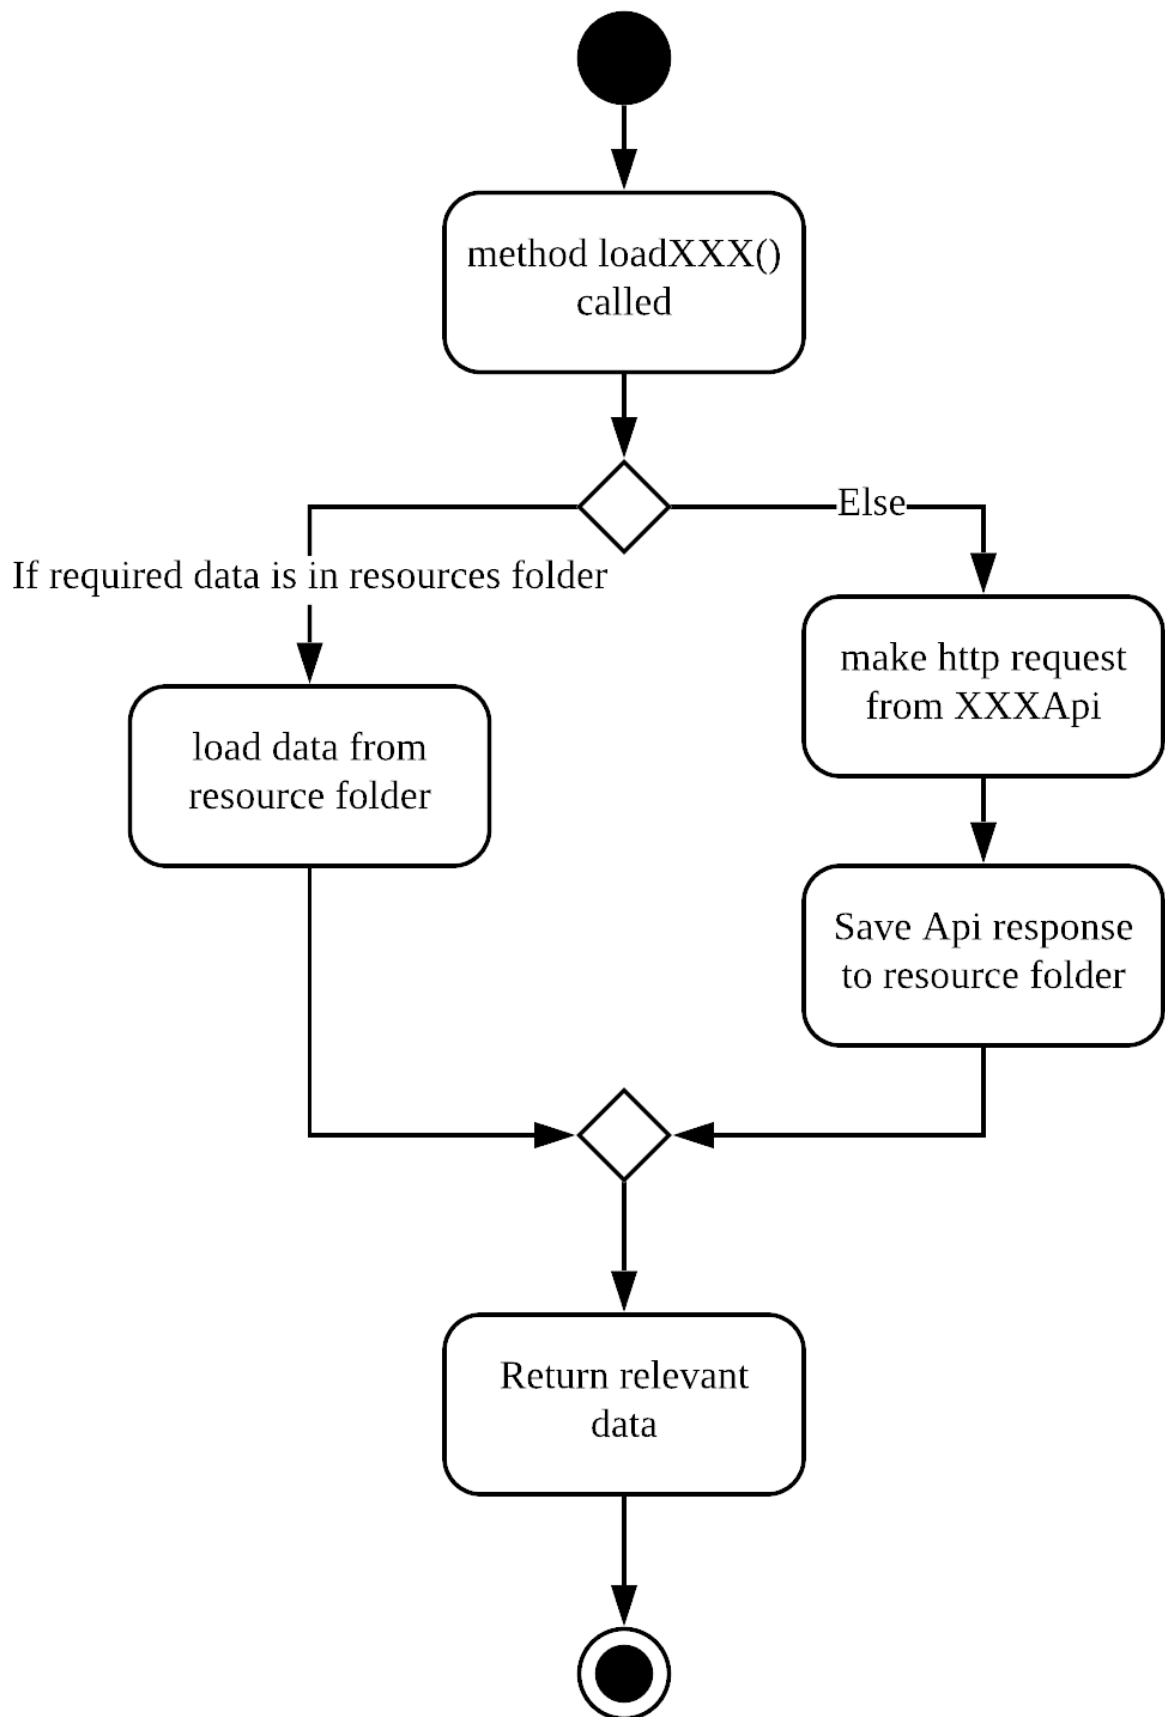 method loadXXX()
called
Else
If required data is in resources folder
make http request
from XXXApi
load data from
resource folder
Save Api response
to resource folder
Return relevant
data